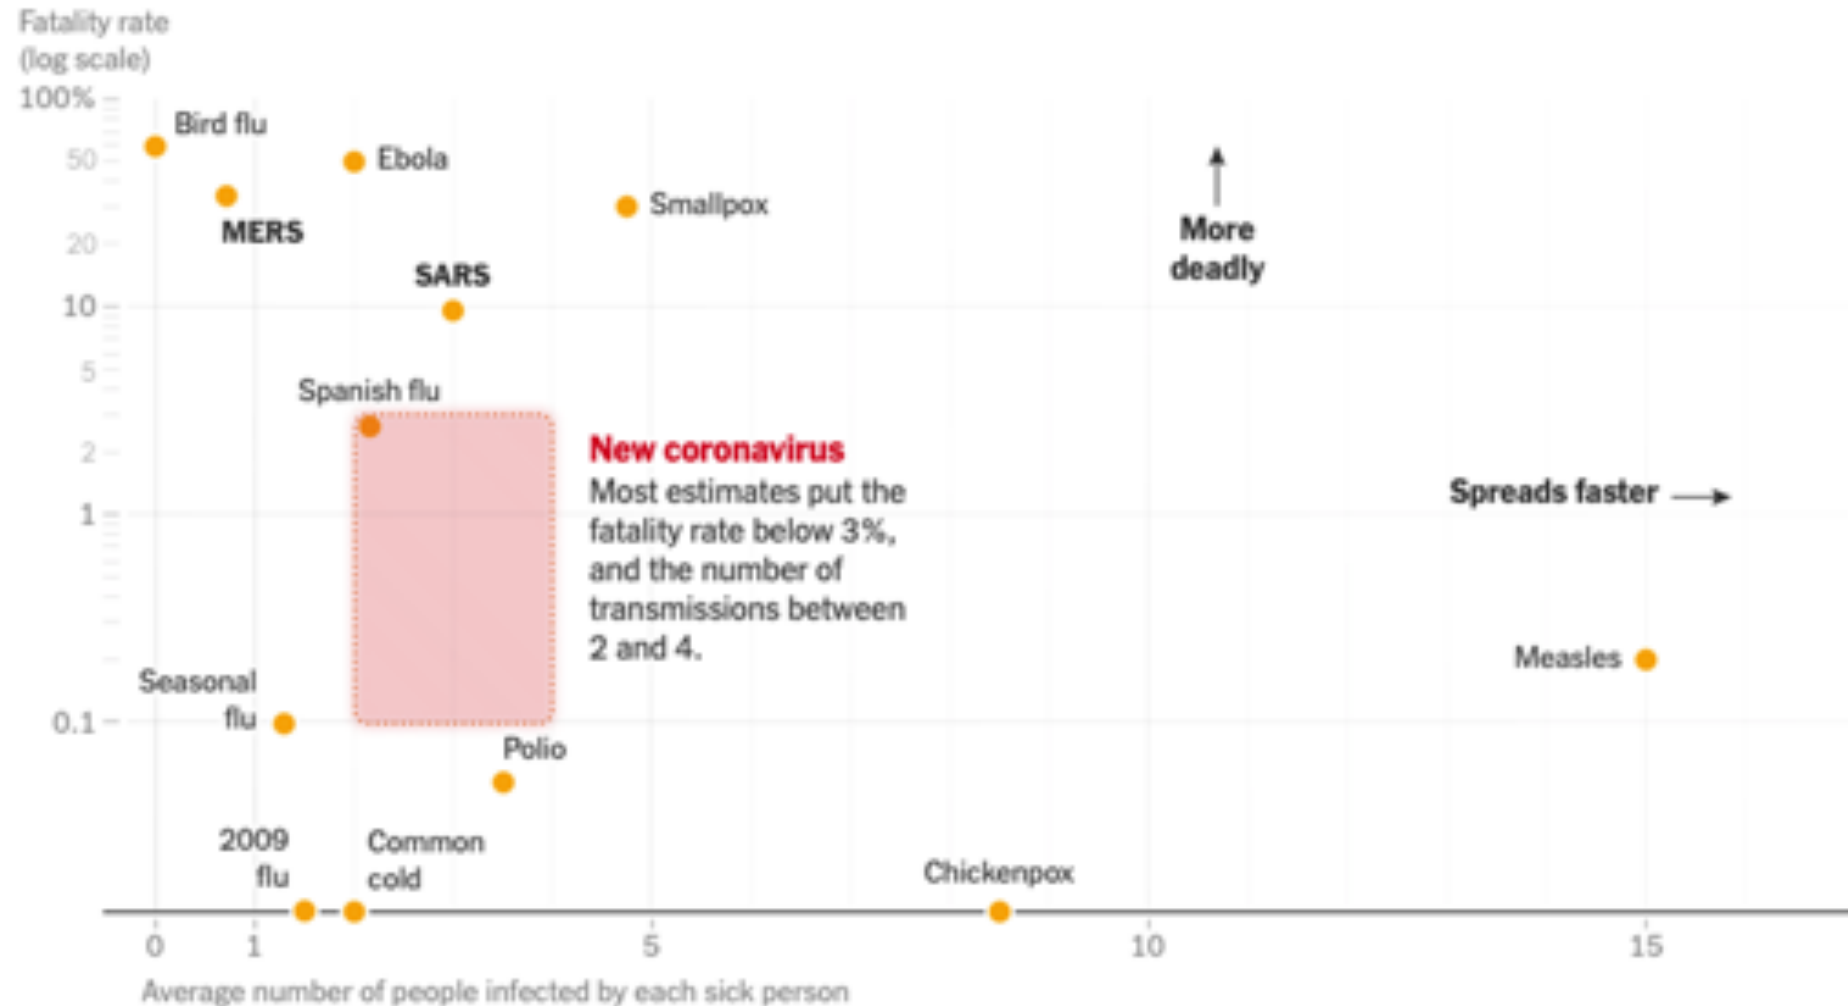 Fatality rate
(log scale)
100%
Bird flu
50
Ebola
MERS
Smallpox
20
More
deadly
SARS
10
5
Spanish flu
2
New coronavirus
Most estimates put the
fatality rate below 3%,
and the number of
transmissions between
2 and 4.
1
Spreads faster
Measles
Seasonal
flu
0.1
Polio
2009
flu
Common
cold
Chickenpox
0
1
5
10
15
Average number of people infected by each sick person